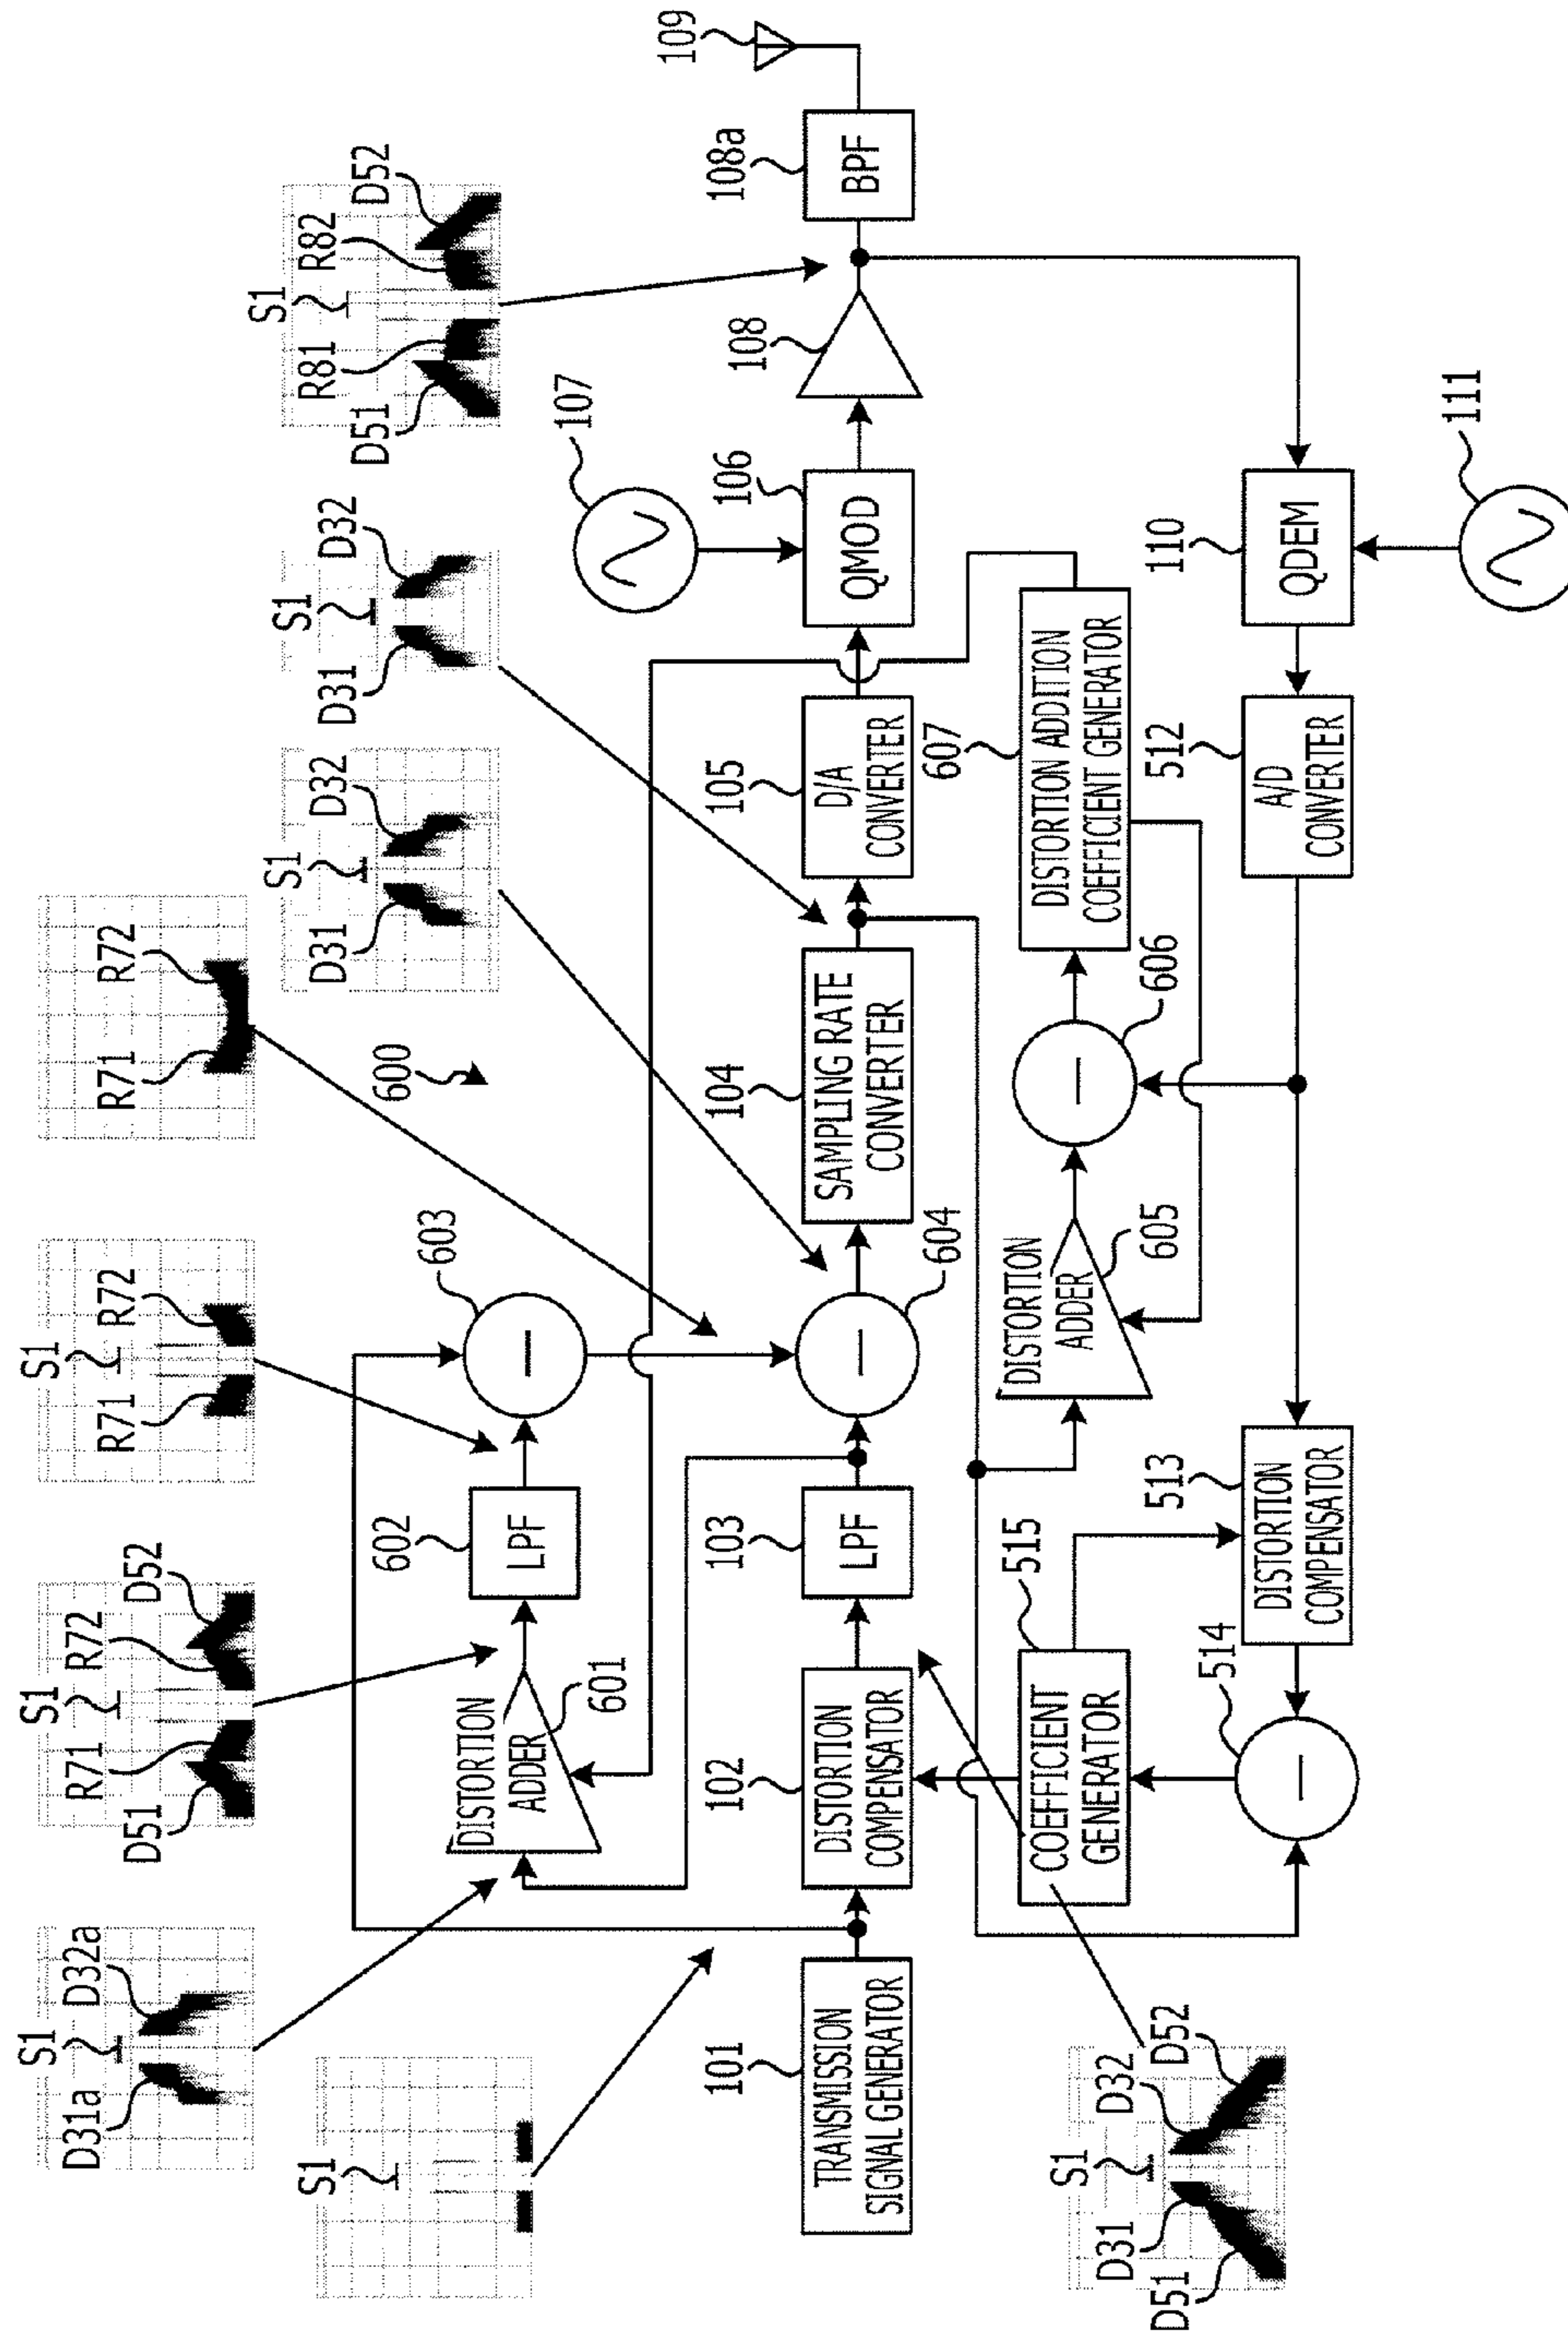 S1
D31a
D32a
S1
R71
R72
D51
D52
S1
R71
R72
R71
R72
S1
D31
D32
S1
D31
D32
S1
R81
R82
D51
D52
S1
600
DISTORTION
ADDER
601
602
LPF
603
107
109
101
TRANSMISSION
SIGNAL GENERATOR
102
DISTORTION
COMPENSATOR
103
LPF
604
104
SAMPLING RATE
CONVERTER
105
D/A
CONVERTER
106
QMOD
108
108a
BPF
515
COEFFICIENT
GENERATOR
DISTORTION
ADDER
605
606
607
DISTORTION ADDITION
COEFFICIENT GENERATOR
S1
D31
D32
D51
D52
514
513
DISTORTION
COMPENSATOR
512
A/D
CONVERTER
110
QDEM
111